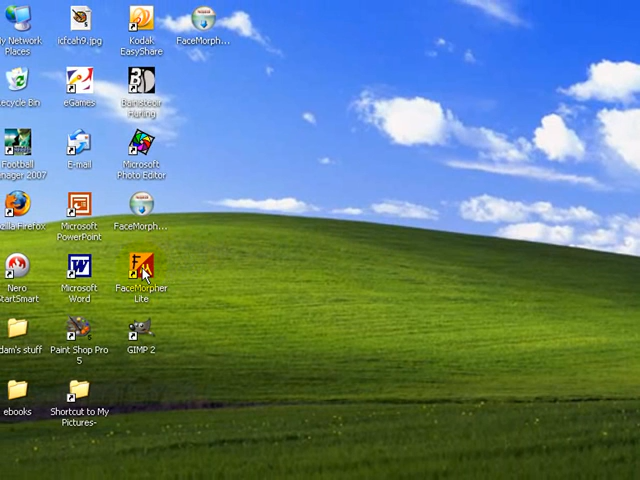 y Network
Places
icfcah9.jpg
Kodak
EasyShare
FaceMorph...
ecycle Bin
eGames
Bainisteoir
Hurling
Football
nager 2007
E-mail
Microsoft
Photo Editor
zilla Firefox
Microsoft
PowerPoint
FaceMorph...
Nero
StartSmart
Microsoft
Word
FaceMorpher
Lite
dam's stuff
Paint Shop Pro
5
GIMP 2
ebooks
Shortcut to My
Pictures-